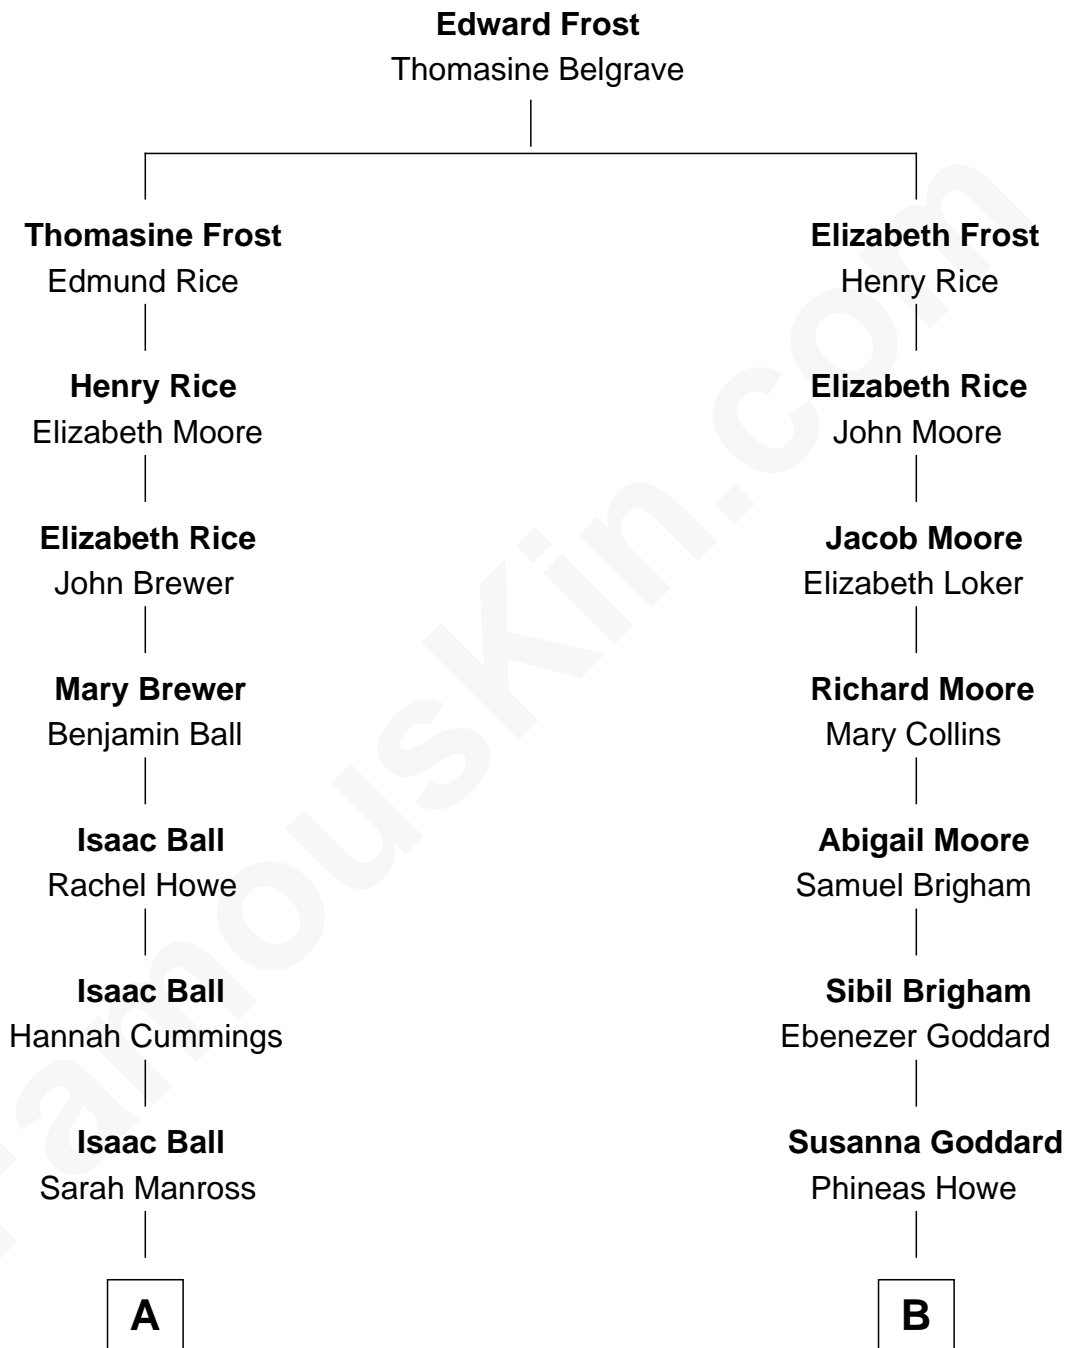 Edward Frost
Thomasine Belgrave
Thomasine Frost
Edmund Rice
Elizabeth Frost
Henry Rice
Henry Rice
Elizabeth Moore
Elizabeth Rice
John Moore
Elizabeth Rice
John Brewer
Jacob Moore
Elizabeth Loker
Mary Brewer
Benjamin Ball
Richard Moore
Mary Collins
Isaac Ball
Rachel Howe
Abigail Moore
Samuel Brigham
Isaac Ball
Hannah Cummings
Sibil Brigham
Ebenezer Goddard
Isaac Ball
Sarah Manross
Susanna Goddard
Phineas Howe
A
B
FamousKin.com